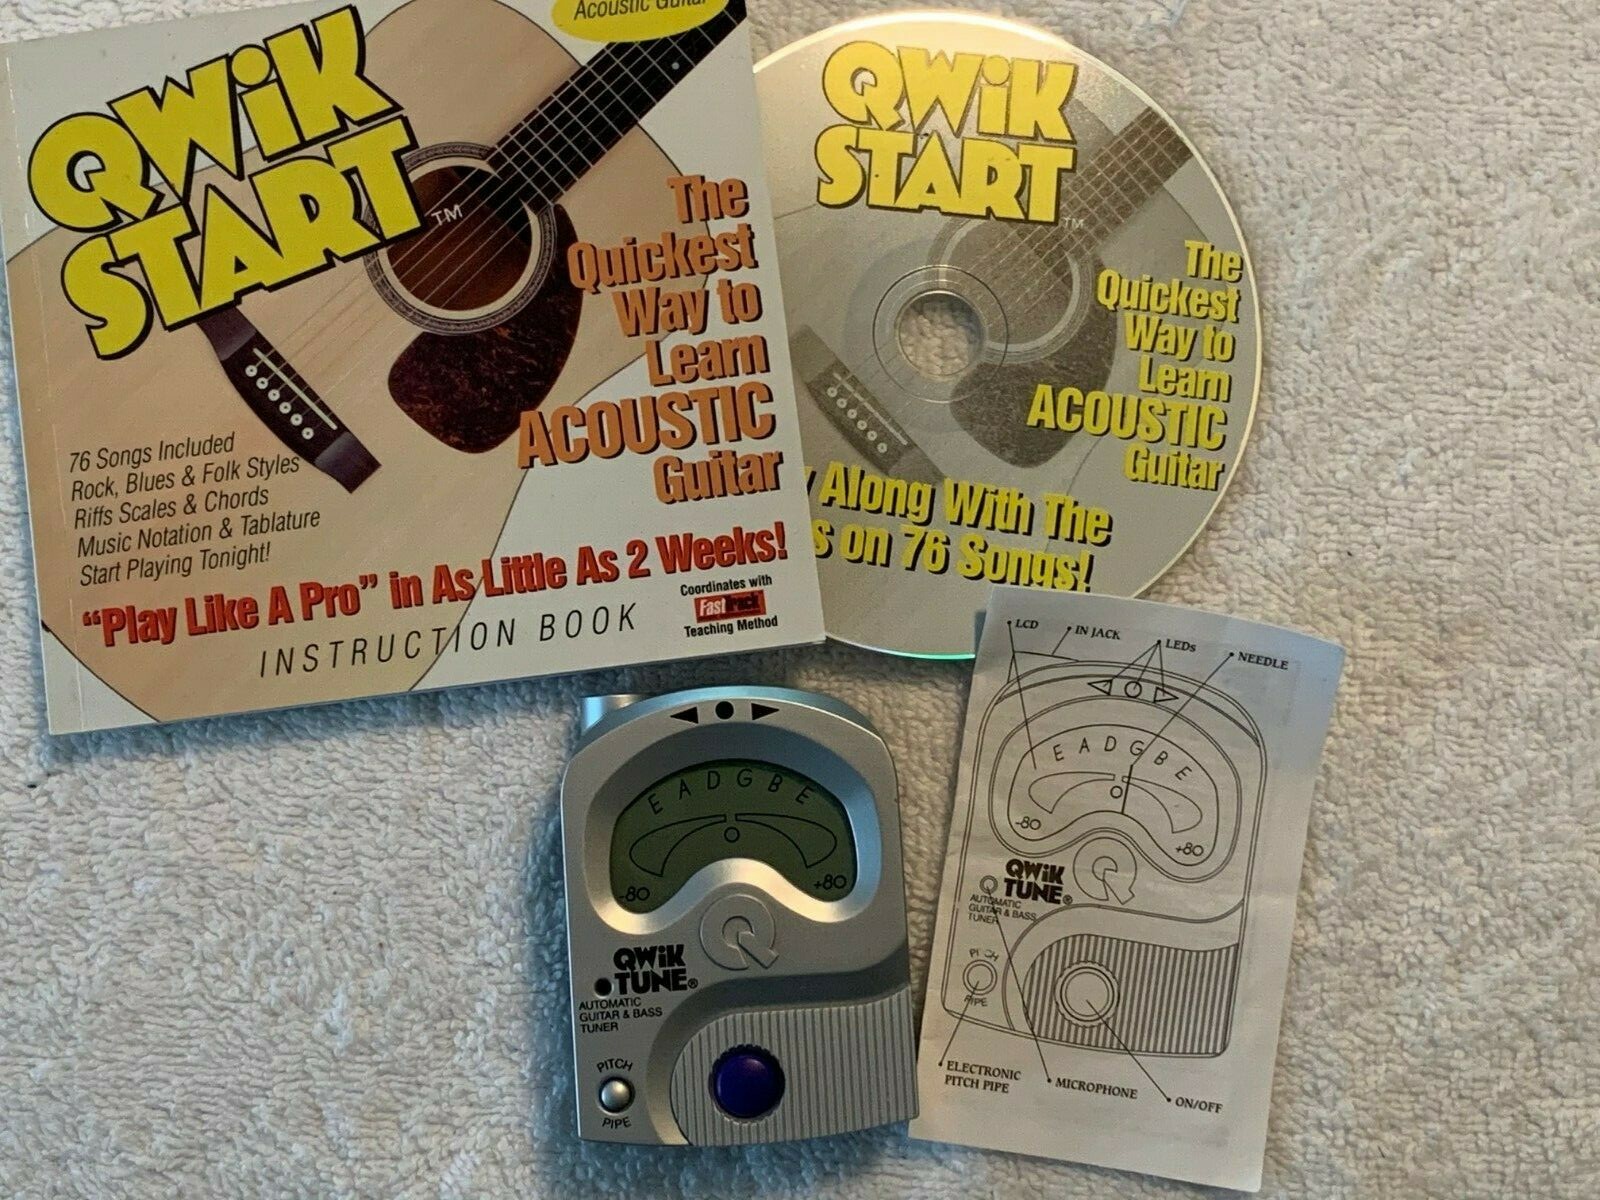 Acoustic Guitar
QWiK
START™
The
Quickest
Way to
Learn
ACOUSTIC
Guitar
76 Songs Included
Rock, Blues & Folk Styles
Riffs Scales & Chords
Music Notation & Tablature
Start Playing Tonight!
"Play Like A Pro" in As Little As 2 Weeks!
INSTRUCTION BOOK
Coordinates with
FastTrack
Teaching Method
QWiK
START™
The
Quickest
Way to
Learn
ACOUSTIC
Guitar
Along With The
on 76 Songs!
E A D G B E
-80 +80
Q
QWiK
TUNE®
AUTOMATIC
GUITAR & BASS
TUNER
PITCH
PIPE
LCD
IN JACK
LEDs
NEEDLE
E A D G B E
-80 +80
Q
QWiK
TUNE®
AUTOMATIC
GUITAR & BASS
TUNER
PITCH
PIPE
ELECTRONIC
PITCH PIPE
MICROPHONE
ON/OFF